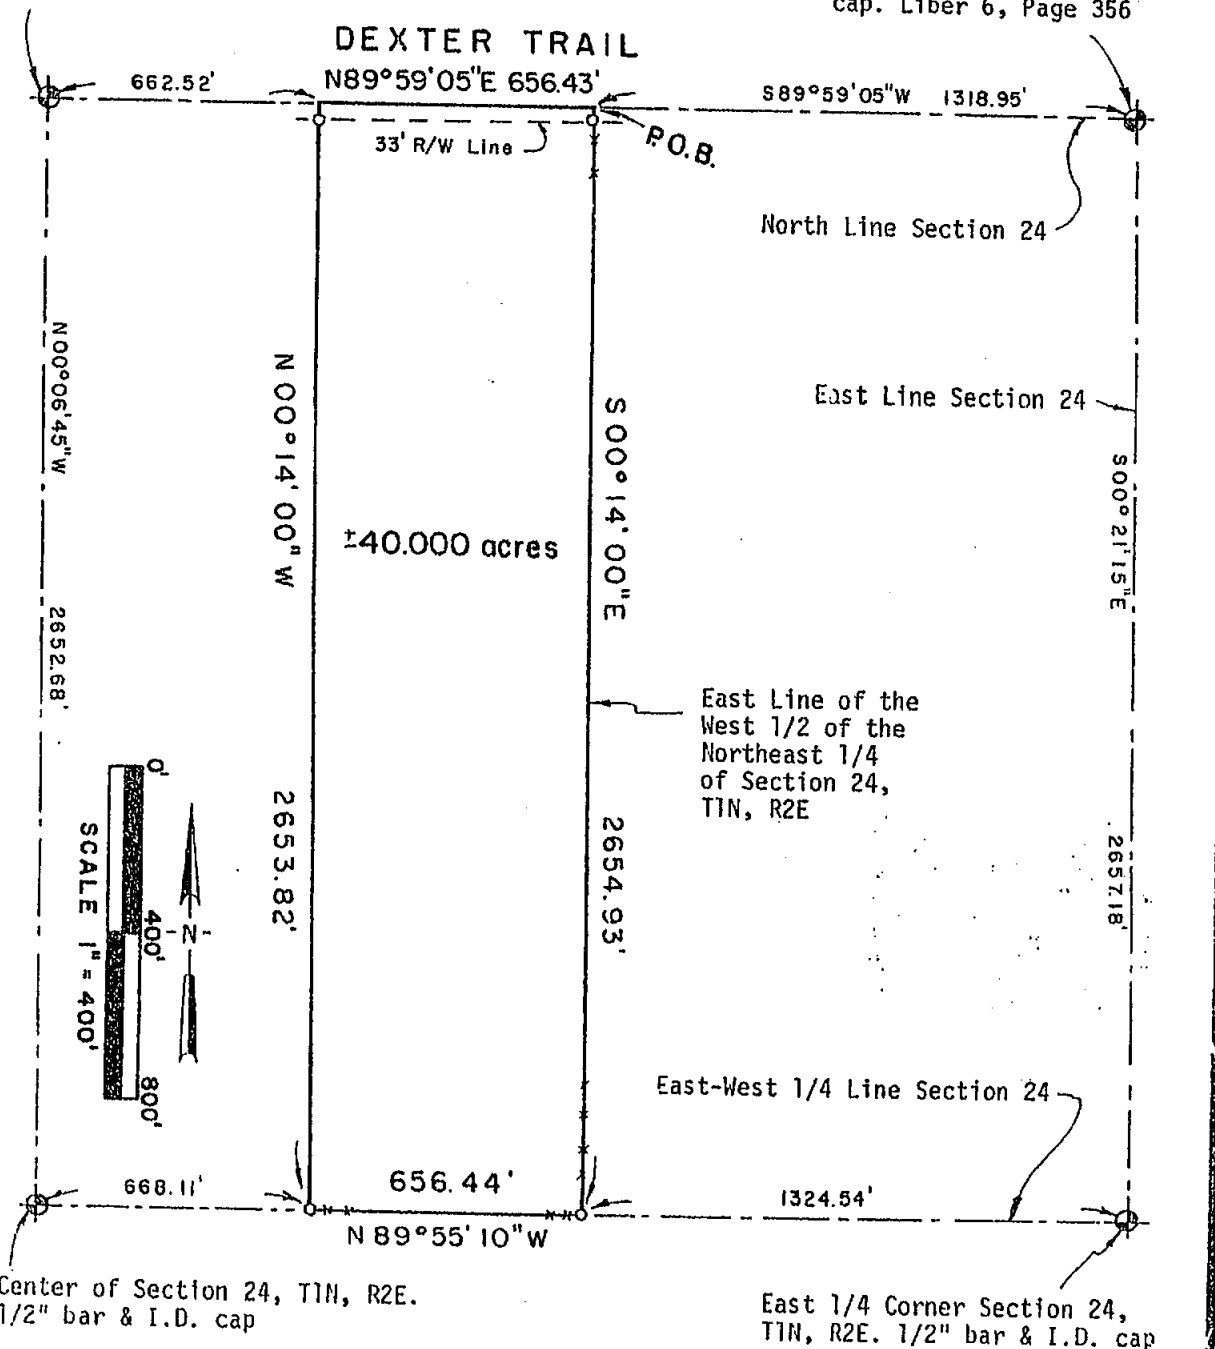 cap. Liber 6, Page 356
DEXTER TRAIL
662.52'
N89°59'05"E 656.43'
S89°59'05"W 1318.95'
33' R/W Line
P.O.B.
North Line Section 24
N00°06'45"W
2652.68'
N00°14'00"W
2653.82'
±40.000 acres
S00°14'00"E
2654.93'
East Line Section 24
S00°21'15"E
2657.18'
East Line of the
West 1/2 of the
Northeast 1/4
of Section 24,
T1N, R2E
0'
400'
800'
SCALE 1" = 400'
-N-
East-West 1/4 Line Section 24
668.11'
656.44'
1324.54'
N89°55'10"W
Center of Section 24, T1N, R2E.
1/2" bar & I.D. cap
East 1/4 Corner Section 24,
T1N, R2E. 1/2" bar & I.D. cap